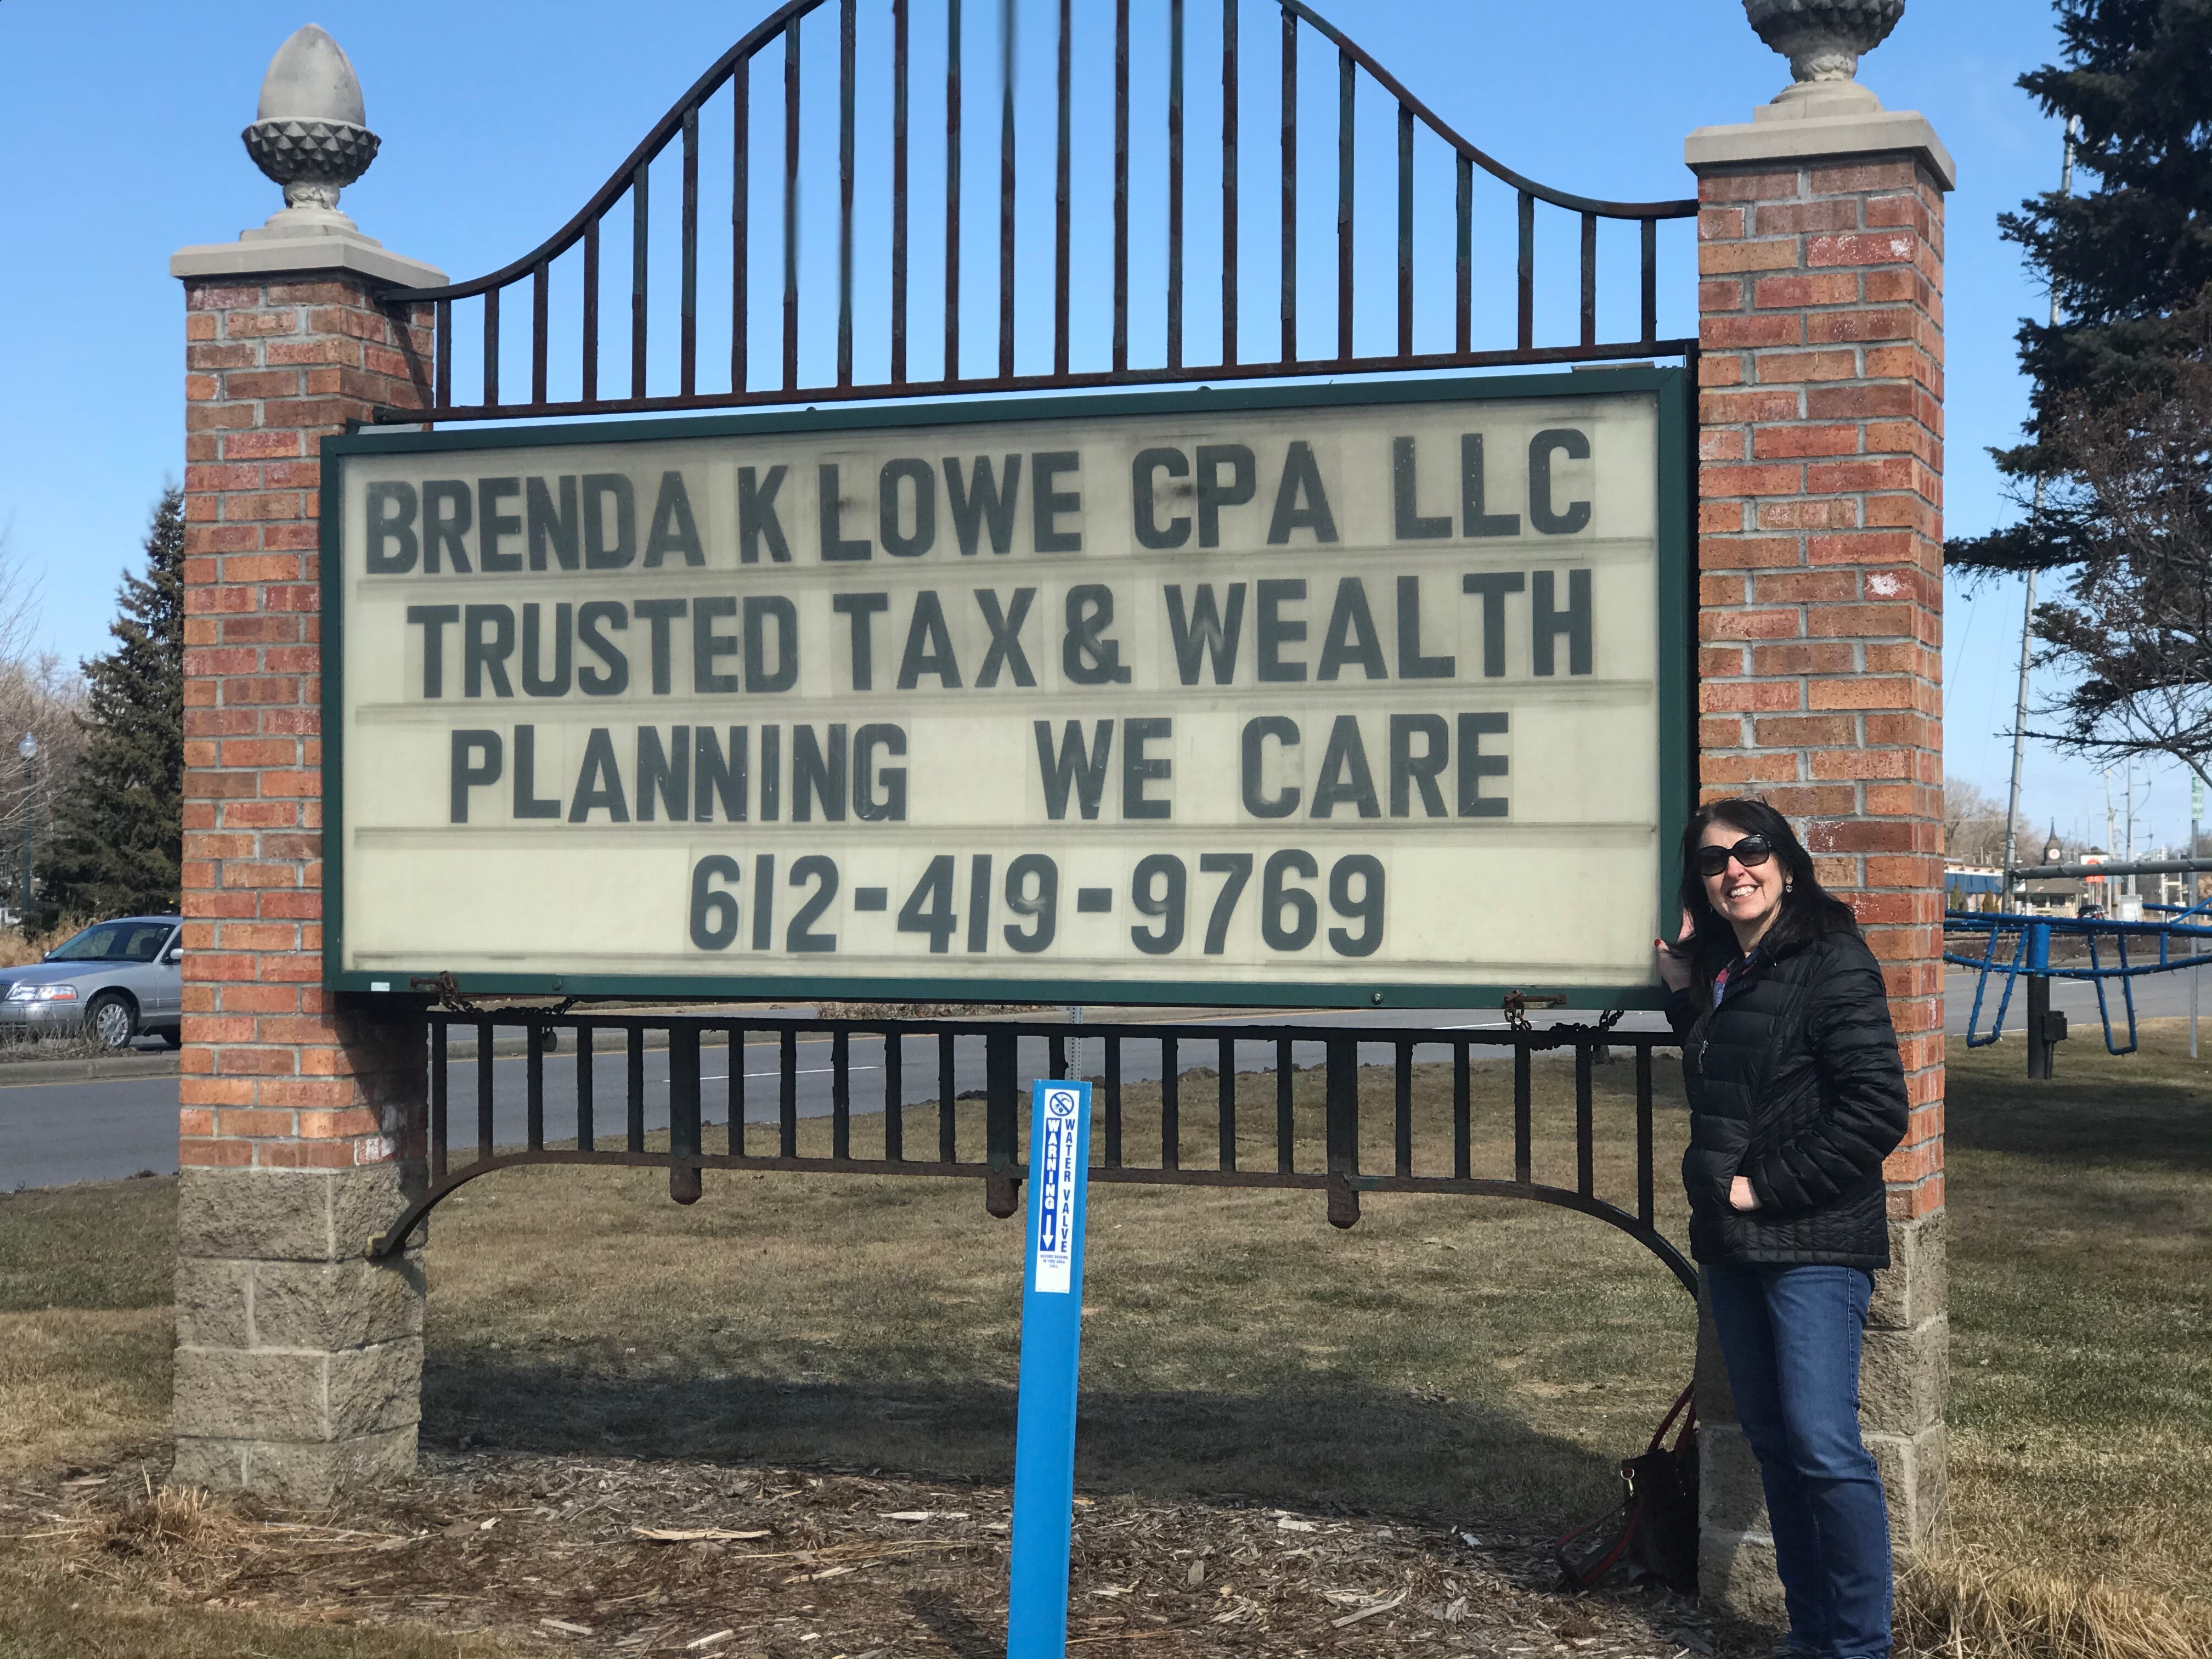 BRENDA K LOWE CPA LLC
TRUSTED TAX & WEALTH
PLANNING WE CARE
612-419-9769
WARNING
WATER VALVE